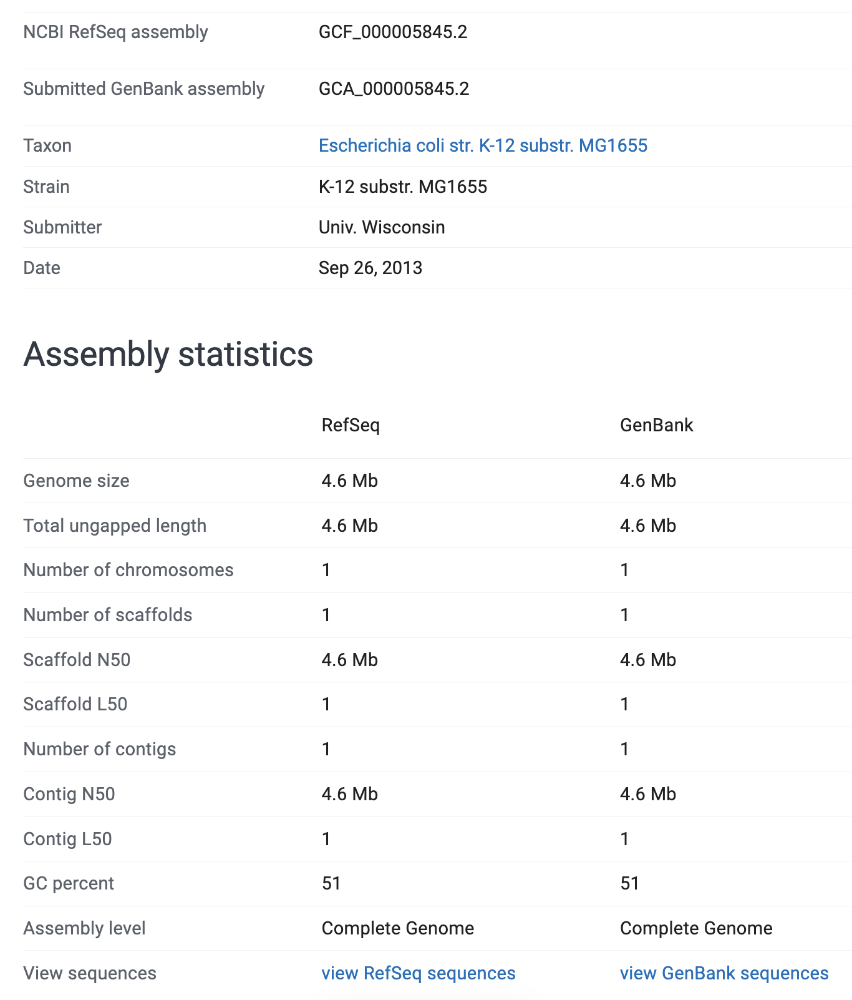 NCBI RefSeq assembly GCF_000005845.2
Submitted GenBank assembly GCA_000005845.2
Taxon Escherichia coli str. K-12 substr. MG1655
Strain K-12 substr. MG1655
Submitter Univ. Wisconsin
Date Sep 26, 2013
Assembly statistics
RefSeq GenBank
Genome size 4.6 Mb 4.6 Mb
Total ungapped length 4.6 Mb 4.6 Mb
Number of chromosomes 1 1
Number of scaffolds 1 1
Scaffold N50 4.6 Mb 4.6 Mb
Scaffold L50 1 1
Number of contigs 1 1
Contig N50 4.6 Mb 4.6 Mb
Contig L50 1 1
GC percent 51 51
Assembly level Complete Genome Complete Genome
View sequences view RefSeq sequences view GenBank sequences